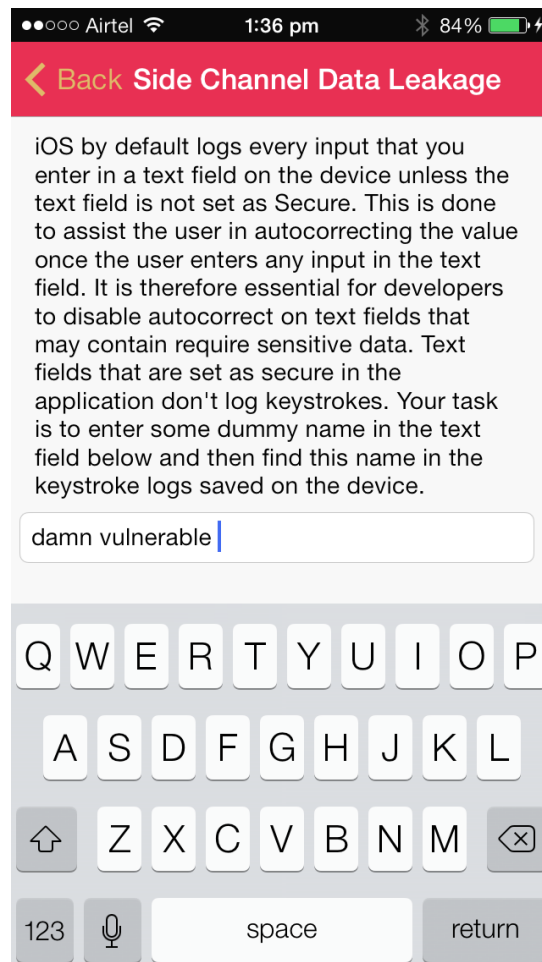 Airtel 1:36 pm 84%
Back Side Channel Data Leakage
iOS by default logs every input that you
enter in a text field on the device unless the
text field is not set as Secure. This is done
to assist the user in autocorrecting the value
once the user enters any input in the text
field. It is therefore essential for developers
to disable autocorrect on text fields that
may contain require sensitive data. Text
fields that are set as secure in the
application don't log keystrokes. Your task
is to enter some dummy name in the text
field below and then find this name in the
keystroke logs saved on the device.
damn vulnerable
Q W E R T Y U I O P
A S D F G H J K L
Z X C V B N M
123 space return